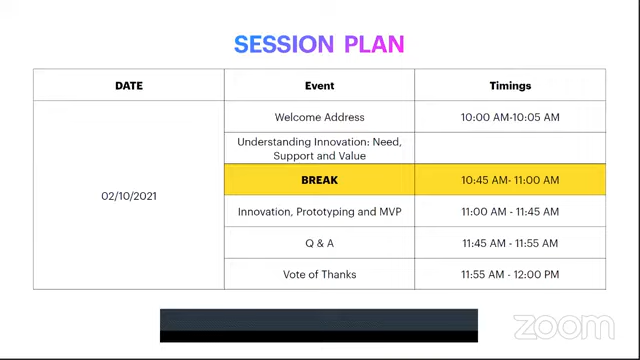 SESSION PLAN
DATE Event Timings
Welcome Address 10:00 AM-10:05 AM
Understanding Innovation: Need,
Support and Value
BREAK 10:45 AM- 11:00 AM
02/10/2021
Innovation, Prototyping and MVP 11:00 AM - 11:45 AM
Q & A 11:45 AM - 11:55 AM
Vote of Thanks 11:55 AM - 12:00 PM
zoom